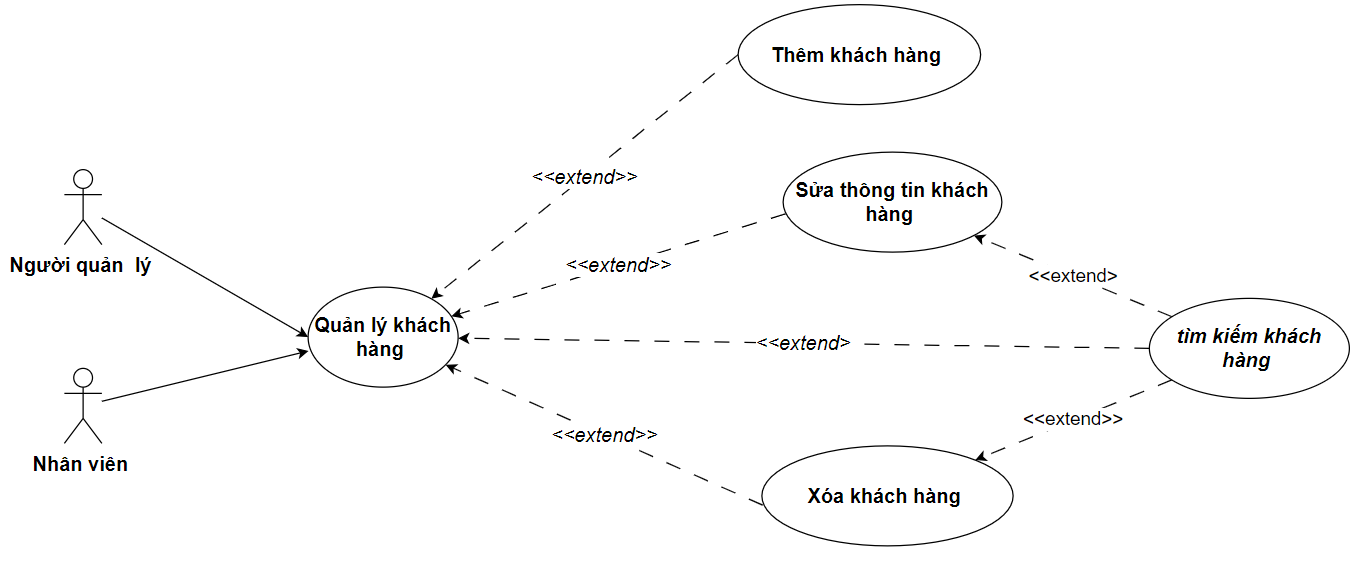 Thêm khách hàng
<<extend>>
Sửa thông tin khách
hàng
Người quản  lý
<<extend>>
<<extend>
Quản lý khách
hàng
<<extend>
tìm kiếm khách
hàng
<<extend>>
<<extend>>
Nhân viên
Xóa khách hàng